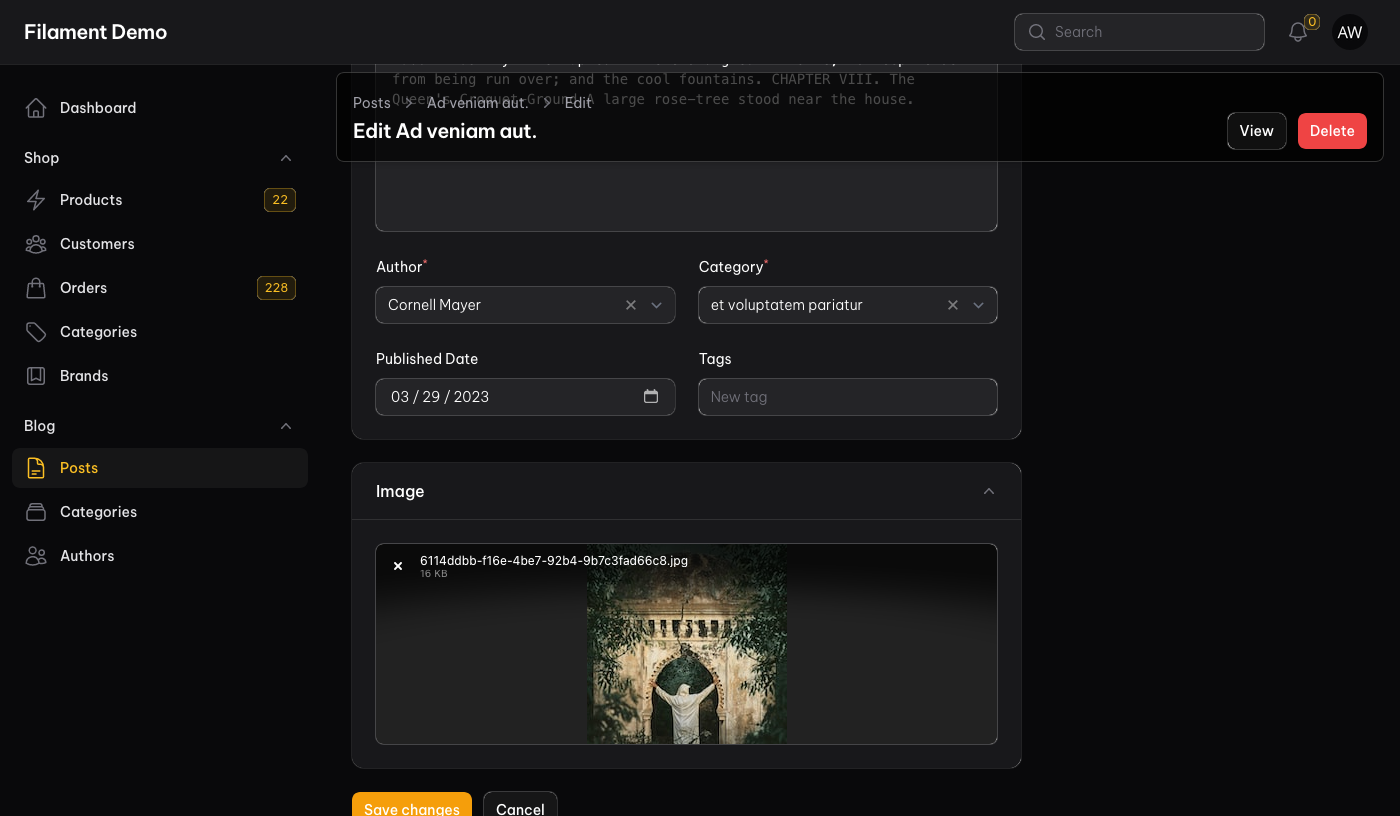 Filament Demo
Search
0
AW
Dashboard
Shop
Products
22
Customers
Orders
228
Categories
Brands
Blog
Posts
Categories
Authors
from being run over; and the cool fountains. CHAPTER VIII. The
Queen's Croquet-Ground A large rose-tree stood near the house.
Posts > Ad veniam aut. > Edit
Edit Ad veniam aut.
View
Delete
Author*
Category*
Cornell Mayer
et voluptatem pariatur
Published Date
Tags
03 / 29 / 2023
New tag
Image
6114ddbb-f16e-4be7-92b4-9b7c3fad66c8.jpg
16 KB
Save changes
Cancel